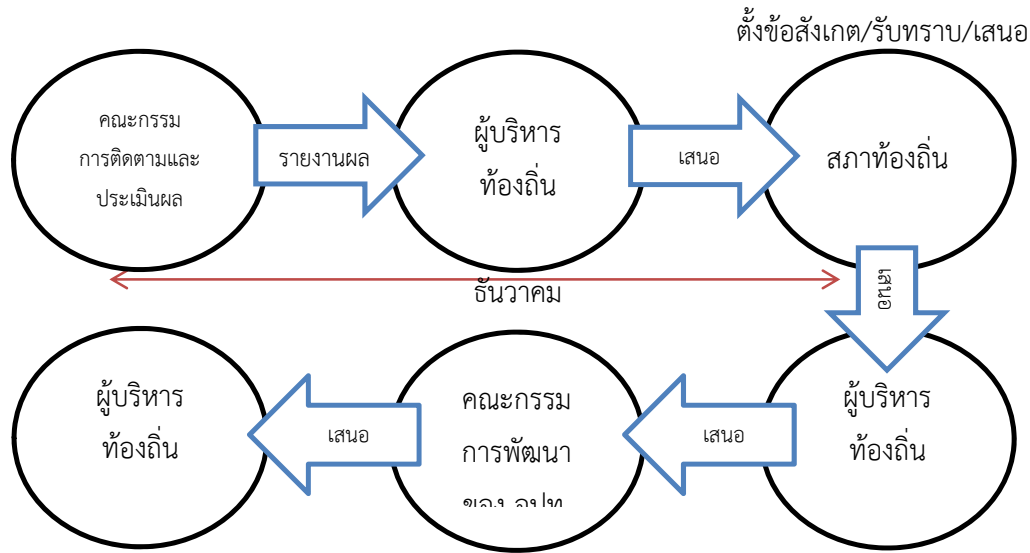 ตั้งข้อสังเกต/รับทราบ/เสนอ
คณะกรรม
การติดตามและ
ประเมินผล
รายงานผล
ผู้บริหาร
ท้องถิ่น
เสนอ
สภาท้องถิ่น
ธันวาคม
เสนอ
ผู้บริหาร
ท้องถิ่น
เสนอ
คณะกรรม
การพัฒนา
ของ อปท
เสนอ
ผู้บริหาร
ท้องถิ่น